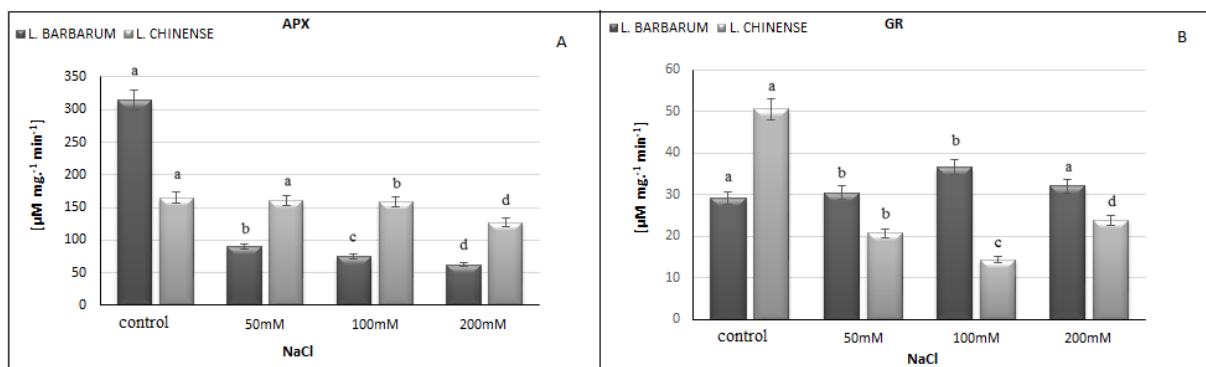 APX
L. BARBARUM L. CHINENSE
A
[µM mg.-1 min-1]
350
300
250
200
150
100
50
0
a
a
b
a
c
b
d
d
control 50mM 100mM 200mM
NaCl
GR
L. BARBARUM L. CHINENSE
B
[µM mg.-1 min-1]
60
50
40
30
20
10
0
a
a
b
b
b
c
a
d
control 50mM 100mM 200mM
NaCl